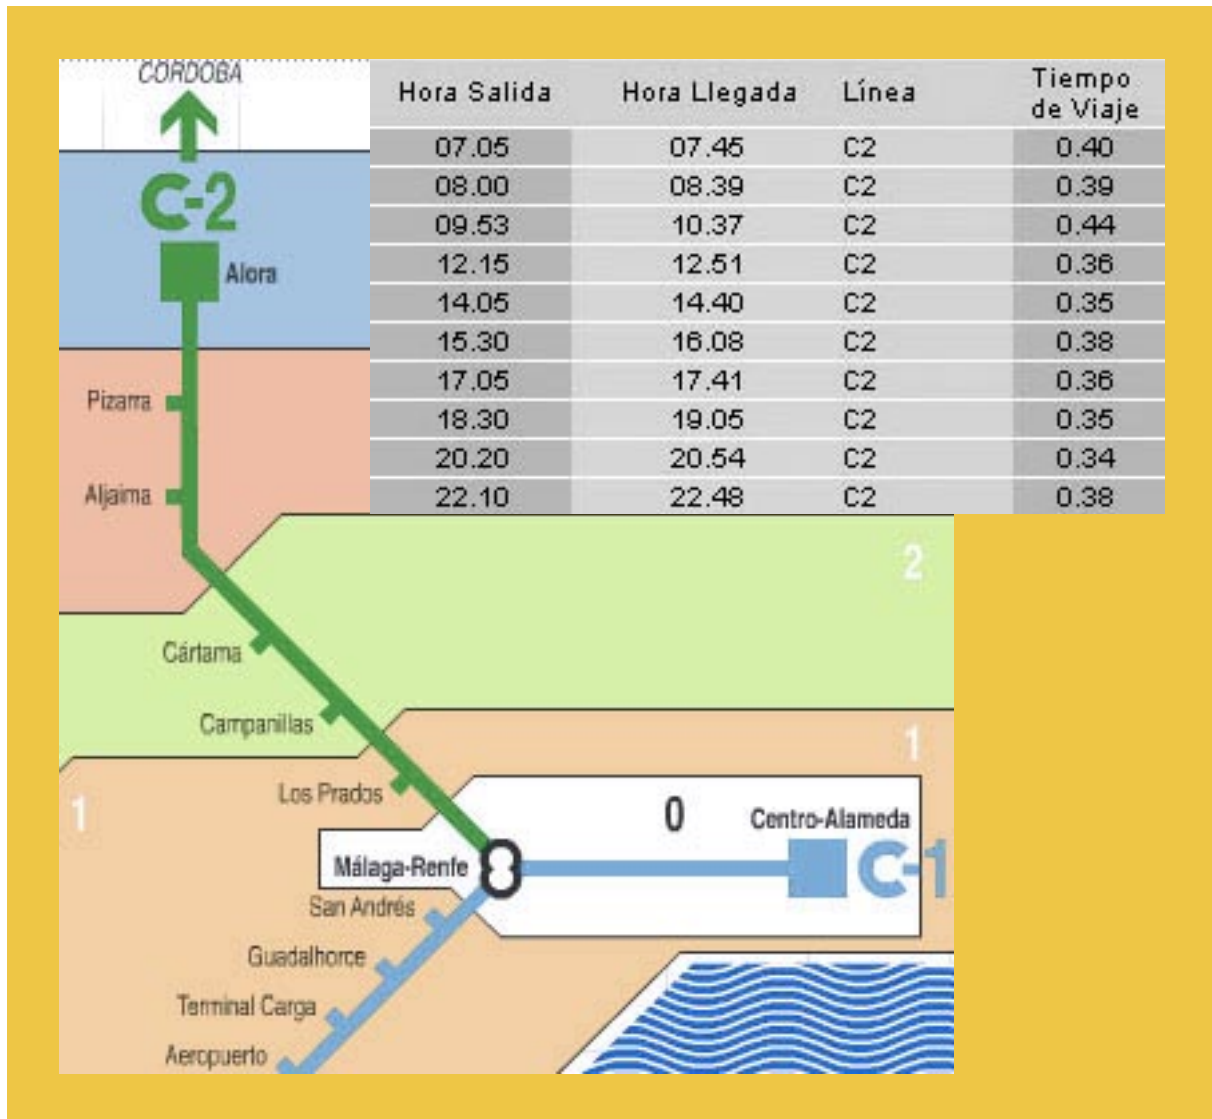 CORDOBA
C-2
Alora
Pizarra
Aljaima
Hora Salida Hora Llegada Línea Tiempo de Viaje
07.05 07.45 C2 0.40
08.00 08.39 C2 0.39
09.53 10.37 C2 0.44
12.15 12.51 C2 0.36
14.05 14.40 C2 0.35
15.30 16.08 C2 0.38
17.05 17.41 C2 0.36
18.30 19.05 C2 0.35
20.20 20.54 C2 0.34
22.10 22.48 C2 0.38
2
Cártama
Campanillas
1
Los Prados
1
0
Centro-Alameda
Málaga-Renfe
C-1
San Andrés
Guadalhorce
Terminal Carga
Aeropuerto